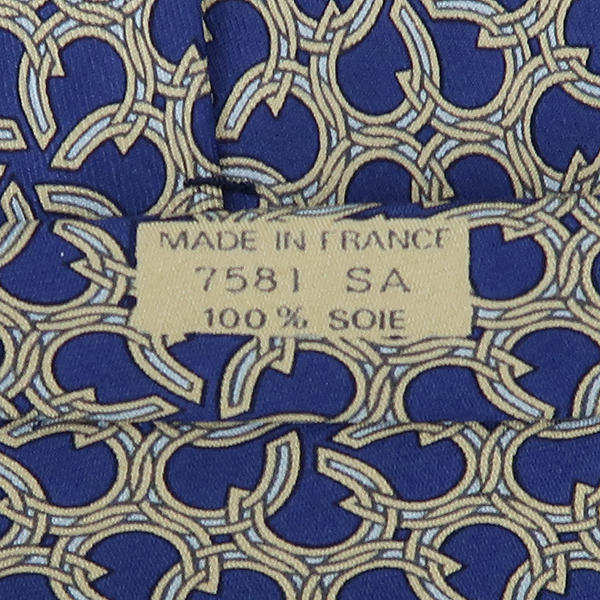 MADE IN FRANCE
7581 SA
100% SOIE